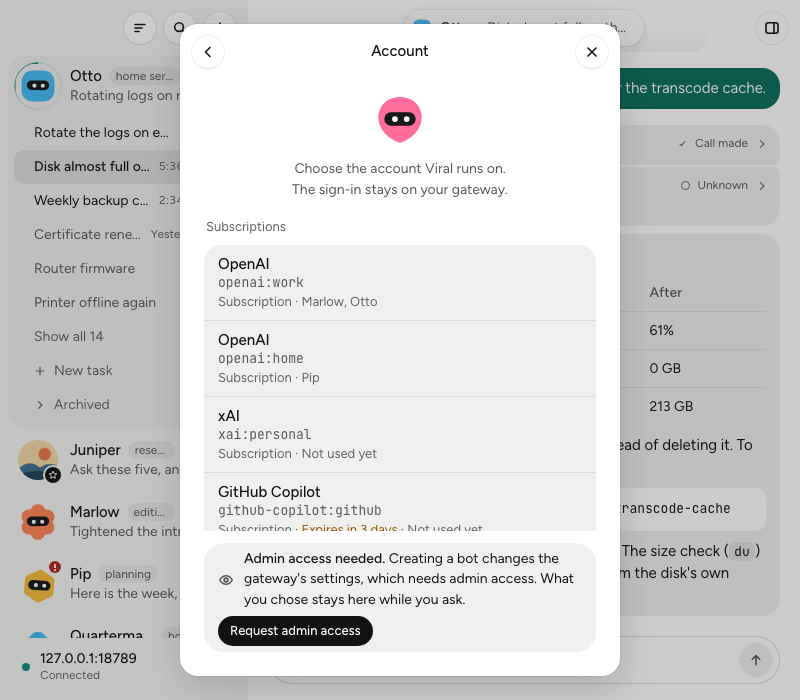 Account
Choose the account Viral runs on.
The sign-in stays on your gateway.
Subscriptions
OpenAI
openai:work
Subscription · Marlow, Otto
OpenAI
openai:home
Subscription · Pip
xAI
xai:personal
Subscription · Not used yet
GitHub Copilot
github-copilot:github
Subscription · Expires in 3 days · Not used yet
Admin access needed. Creating a bot changes the
gateway's settings, which needs admin access. What
you chose stays here while you ask.
Request admin access
Otto home ser...
Rotating logs on
Rotate the logs on e...
Disk almost full o... 5:36
Weekly backup c... 2:34
Certificate rene... Yeste
Router firmware
Printer offline again
Show all 14
New task
Archived
Juniper rese...
Ask these five, an
Marlow editi...
Tightened the intr
Pip planning
Here is the week,
Quarterma
127.0.0.1:18789
Connected
the transcode cache.
Call made
Unknown
After
61%
0 GB
213 GB
ead of deleting it. To
transcode-cache
The size check ( du )
m the disk's own